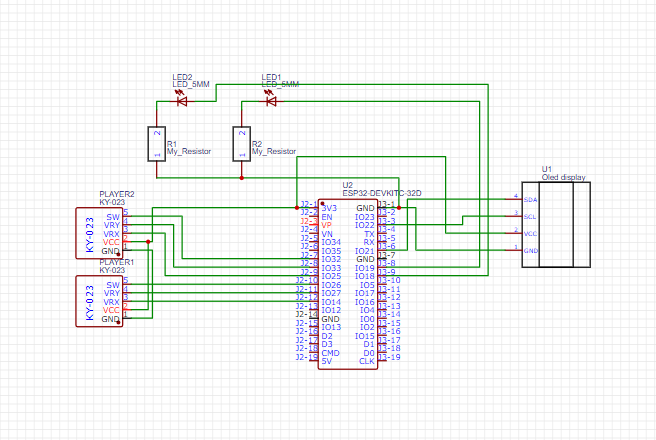 LED2
LED_5MM
LED1
LED_5MM
2
R1
My_Resistor
1
2
R2
My_Resistor
1
U1
Oled display
4
SDA
3
SCL
2
VCC
1
GND
PLAYER2
KY-023
KY-023
SW
VRY
VRX
VCC
GND
PLAYER1
KY-023
KY-023
SW
VRY
VRX
VCC
GND
U2
ESP32-DEVKITC-32D
J2-1 3V3 GND J3-1
J2-2 EN IO23 J3-2
J2-3 VP IO22 J3-3
J2-4 VN TX J3-4
J2-5 IO34 RX J3-5
J2-6 IO35 IO21 J3-6
J2-7 IO32 GND J3-7
J2-8 IO33 IO19 J3-8
J2-9 IO25 IO18 J3-9
J2-10 IO26 IO5 J3-10
J2-11 IO27 IO17 J3-11
J2-12 IO14 IO16 J3-12
J2-13 IO12 IO4 J3-13
J2-14 GND IO0 J3-14
J2-15 IO13 IO2 J3-15
J2-16 D2 IO15 J3-16
J2-17 D3 D1 J3-17
J2-18 CMD D0 J3-18
J2-19 5V CLK J3-19